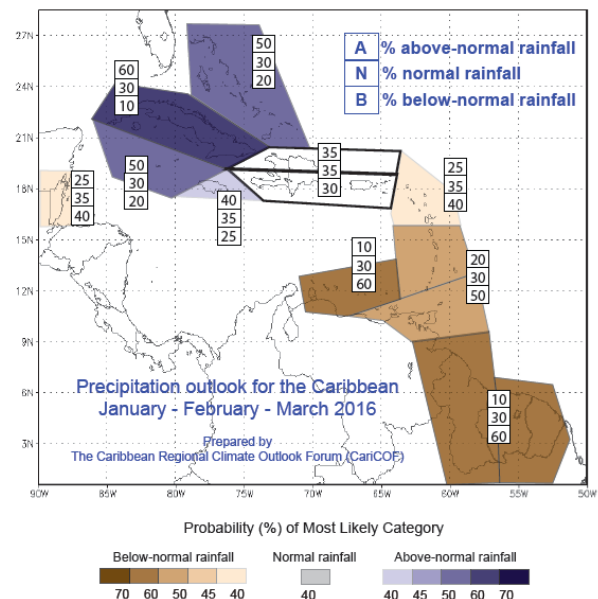 27N
24N
21N
18N
15N
12N
9N
6N
3N
90W 85W 80W 75W 70W 65W 60W 55W 50W
A % above-normal rainfall
N % normal rainfall
B % below-normal rainfall
50
30
20
60
30
10
50
30
20
40
35
25
35
35
30
25
35
40
25
35
40
10
30
60
20
30
50
10
30
60
Precipitation outlook for the Caribbean
January - February - March 2016
Prepared by
The Caribbean Regional Climate Outlook Forum (CariCOF)
Probability (%) of Most Likely Category
Below-normal rainfall Normal rainfall Above-normal rainfall
70 60 50 45 40 40 40 45 50 60 70